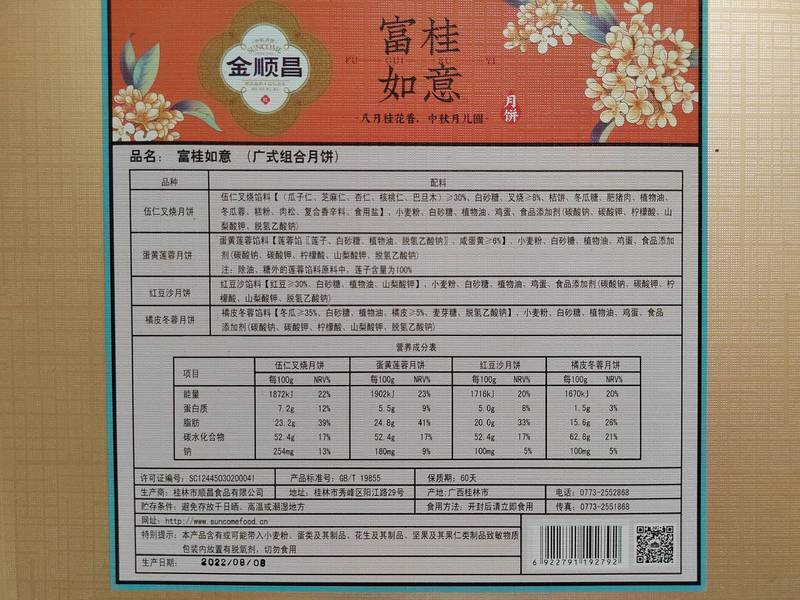 SUNCOME
金顺昌
富桂
FU GUI RU YI
如意
八月桂花香,中秋月儿圆
月饼
品名: 富桂如意 (广式组合月饼)
品种 配料
伍仁叉烧月饼 伍仁叉烧馅料【(瓜子仁、芝麻仁、杏仁、核桃仁、巴旦木)≥30%、白砂糖、叉烧≥8%、桔饼、冬瓜糖、肥猪肉、植物油、
冬瓜蓉、糕粉、肉松、复合香辛料、食用盐】、小麦粉、白砂糖、植物油、鸡蛋、食品添加剂(碳酸钠、碳酸钾、柠檬酸、山
梨酸钾、脱氢乙酸钠)
蛋黄莲蓉月饼 蛋黄莲蓉馅料【莲蓉馅〖莲子、白砂糖、植物油、脱氢乙酸钠〗、咸蛋黄≥6%】、小麦粉、白砂糖、植物油、鸡蛋、食品添加
剂(碳酸钠、碳酸钾、柠檬酸、山梨酸钾、脱氢乙酸钠)
注:除油、糖外的莲蓉馅料原料中,莲子含量为100%
红豆沙月饼 红豆沙馅料【红豆≥30%、白砂糖、植物油、山梨酸钾】、小麦粉、白砂糖、植物油、鸡蛋、食品添加剂(碳酸钠、碳酸钾、柠
檬酸、山梨酸钾、脱氢乙酸钠)
橘皮冬蓉月饼 橘皮冬蓉馅料【冬瓜≥35%、白砂糖、植物油、橘皮≥5%、麦芽糖、脱氢乙酸钠】、小麦粉、白砂糖、植物油、鸡蛋、食品
添加剂(碳酸钠、碳酸钾、柠檬酸、山梨酸钾、脱氢乙酸钠)
营养成分表
项目 伍仁叉烧月饼 蛋黄莲蓉月饼 红豆沙月饼 橘皮冬蓉月饼
每100g NRV% 每100g NRV% 每100g NRV% 每100g NRV%
能量 1872kJ 22% 1902kJ 23% 1716kJ 20% 1670kJ 20%
蛋白质 7.2g 12% 5.5g 9% 5.0g 8% 1.5g 3%
脂肪 23.2g 39% 24.8g 41% 20.0g 33% 15.6g 26%
碳水化合物 52.4g 17% 52.4g 17% 52.4g 17% 62.8g 21%
钠 254mg 13% 180mg 9% 100mg 5% 100mg 5%
许可证编号: SC12445030200041 产品标准号: GB/T 19855 保质期: 60天
生产商: 桂林市顺昌食品有限公司 地址: 桂林市秀峰区阳江路29号 产地: 广西桂林市 电话: 0773-2552868
贮存条件: 避免存放于日晒、高温或潮湿地方 食用方法: 开封后请立即食用 传真: 0773-2551868
网址: http://www.suncomefood.cn
特别提示: 本产品含有或可能带入小麦粉、蛋类及其制品、花生及其制品、坚果及其果仁类制品致敏物质
包装内放置有脱氧剂,切勿食用
生产日期: 2022/08/08
6 922791 192792